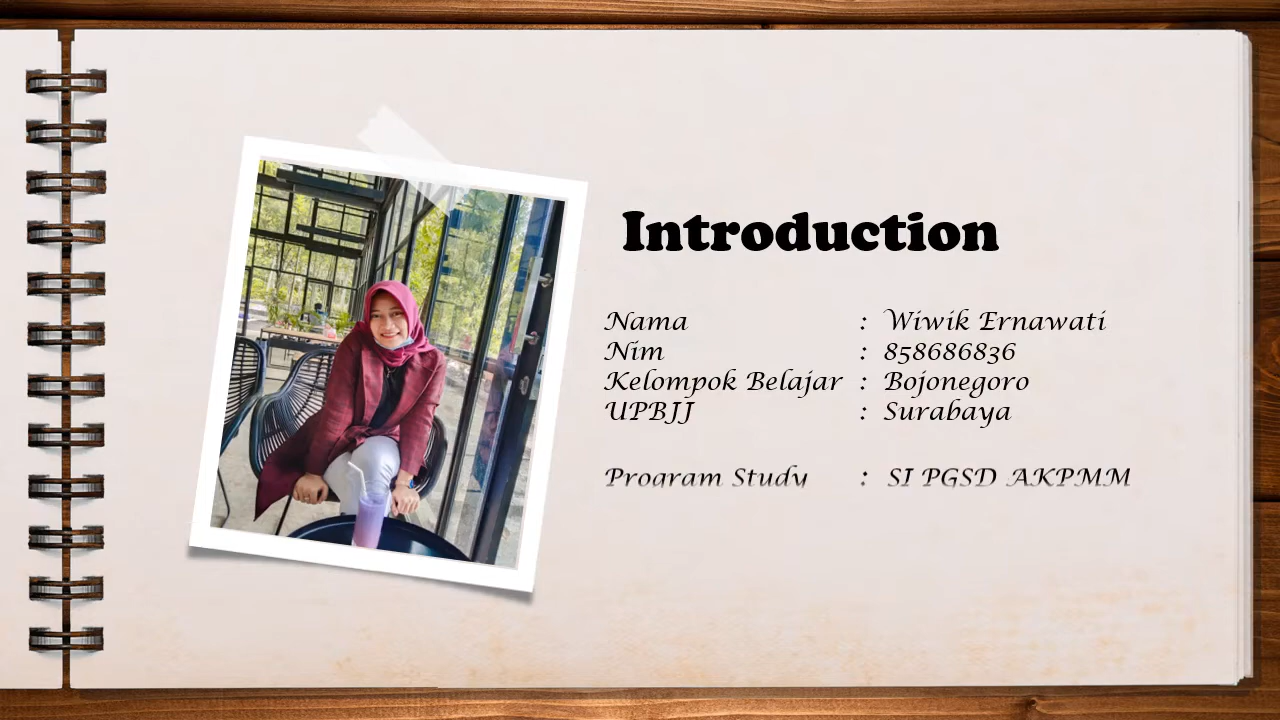 Introduction
Nama : Wiwik Ernawati
Nim : 858686836
Kelompok Belajar : Bojonegoro
UPBJJ : Surabaya
Program Study : SI PGSD AKPMM